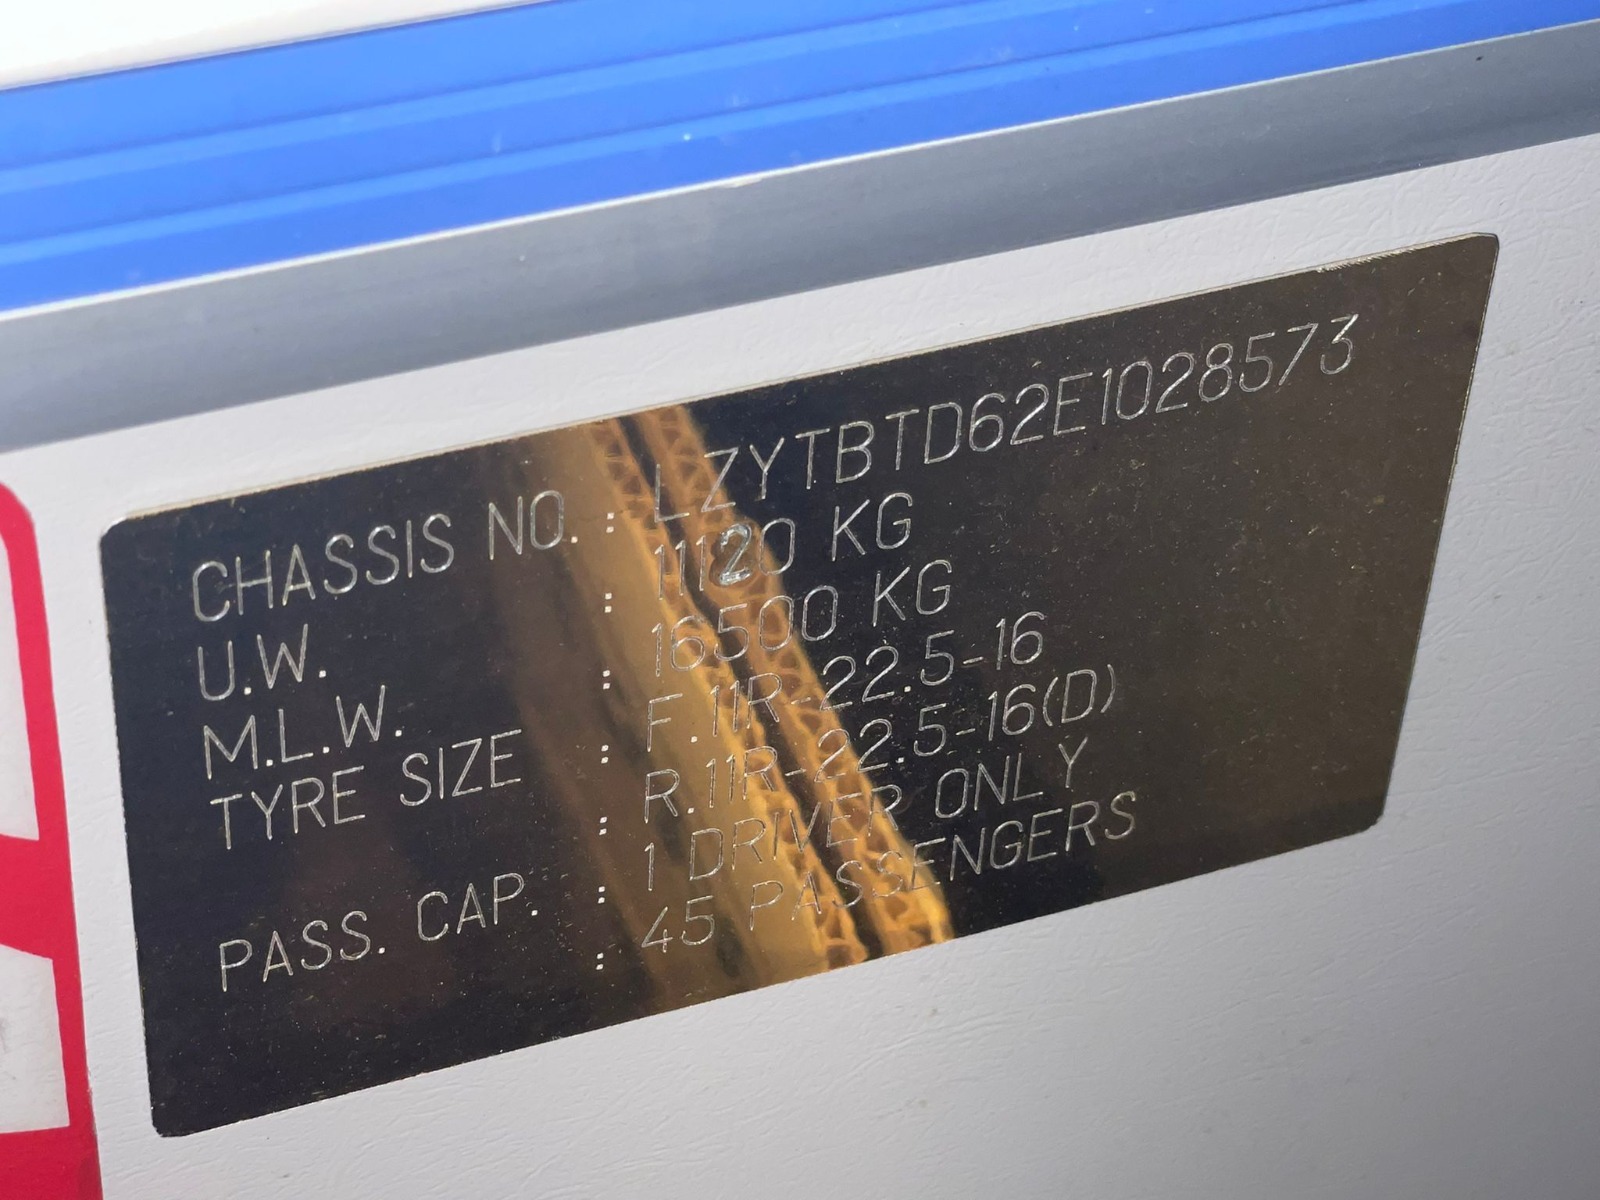 CHASSIS NO. : LZYTBTD62E1028573
U.W. : 11120 KG
M.L.W. : 16500 KG
TYRE SIZE : F.11R-22.5-16
: R.11R-22.5-16(D)
PASS. CAP. : 1 DRIVER ONLY
: 45 PASSENGERS